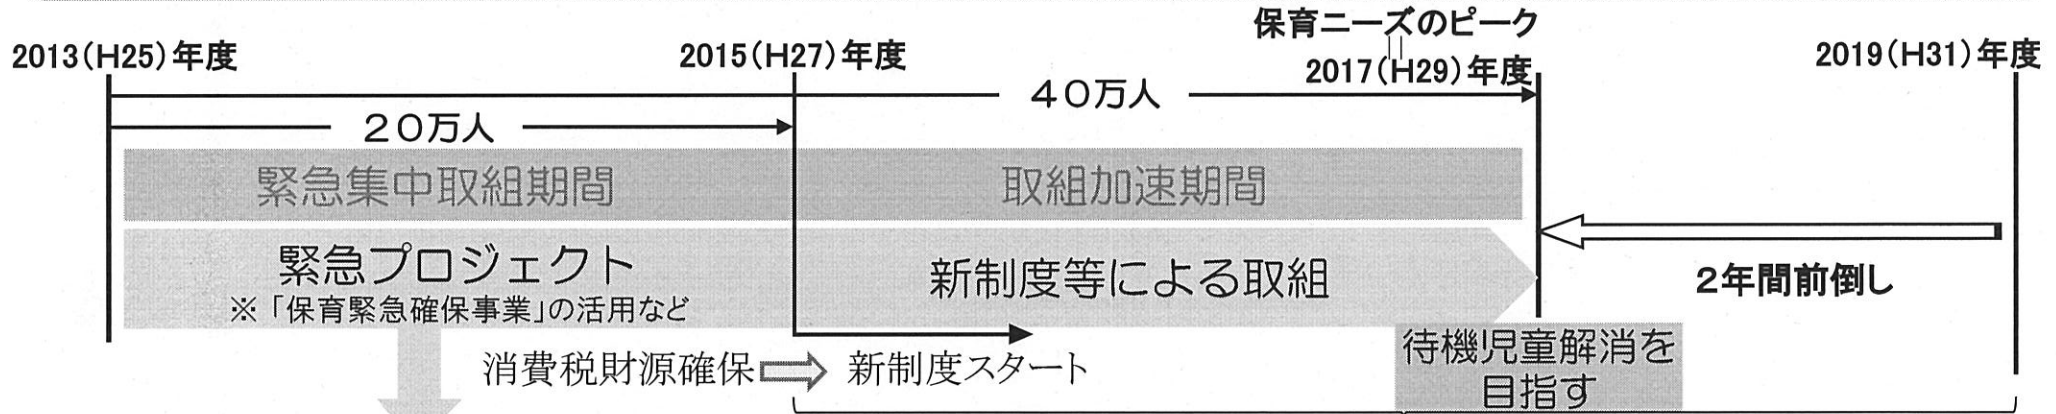 保育ニーズのピーク
||
2013(H25)年度
2015(H27)年度
2017(H29)年度
2019(H31)年度
40万人
20万人
緊急集中取組期間
取組加速期間
緊急プロジェクト
※「保育緊急確保事業」の活用など
新制度等による取組
2年間前倒し
消費税財源確保⇨新制度スタート
待機児童解消を
目指す